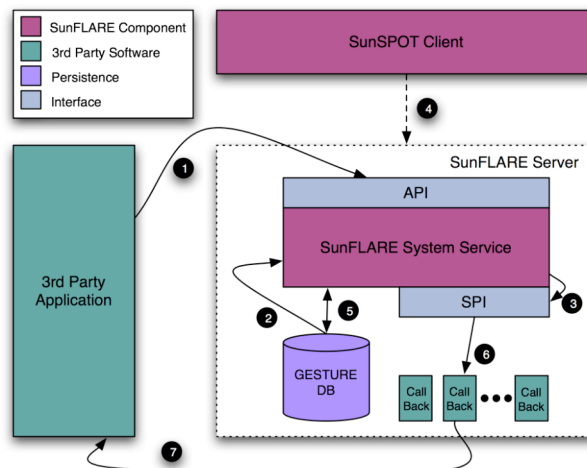 SunFLARE Component
3rd Party Software
Persistence
Interface
SunSPOT Client
4
1
SunFLARE Server
API
SunFLARE System Service
3rd Party
Application
SPI
3
2
5
6
GESTURE
DB
Call
Back
Call
Back
Call
Back
7